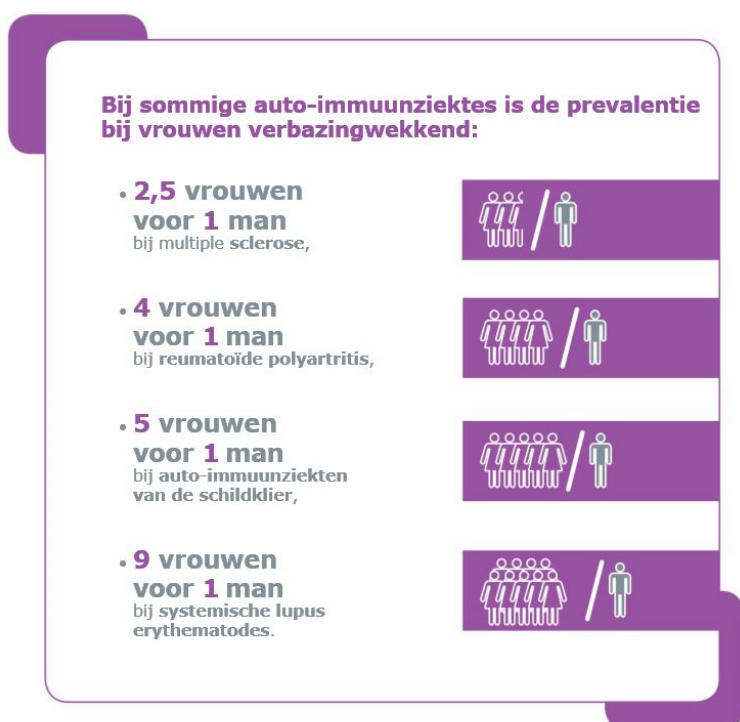 Bij sommige auto-immuunziektes is de prevalentie
bij vrouwen verbazingwekkend:
• 2,5 vrouwen
voor 1 man
bij multiple sclerose,
• 4 vrouwen
voor 1 man
bij reumatoïde polyartritis,
• 5 vrouwen
voor 1 man
bij auto-immuunziekten
van de schildklier,
• 9 vrouwen
voor 1 man
bij systemische lupus
erythematodes.